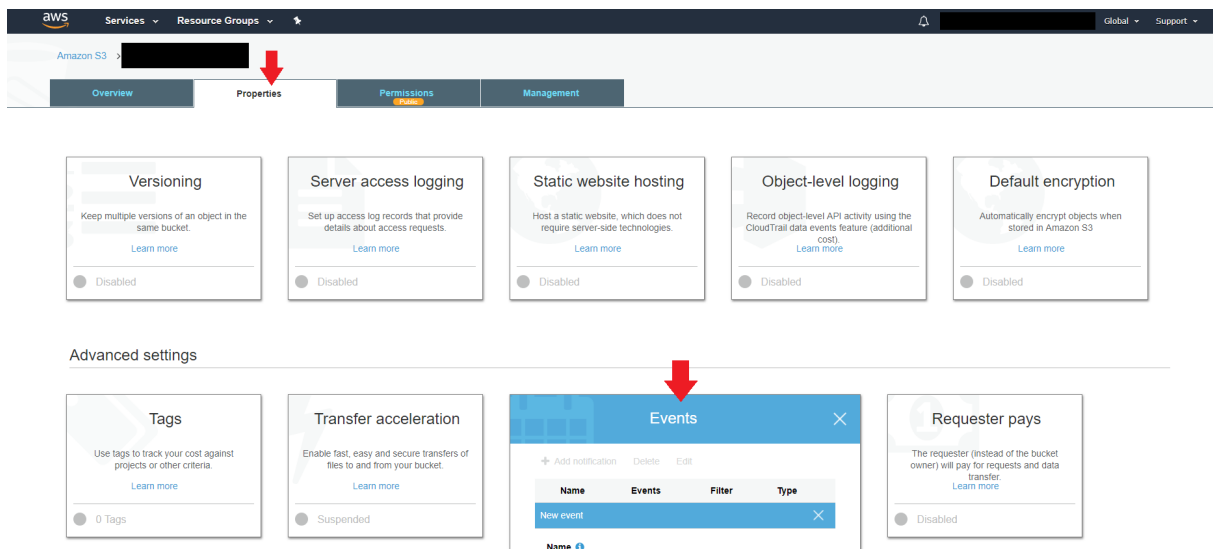 aws Services Resource Groups Global Support
Amazon S3 >
Overview Properties Permissions Management
Public
Versioning
Keep multiple versions of an object in the
same bucket.
Learn more
Disabled
Server access logging
Set up access log records that provide
details about access requests.
Learn more
Disabled
Static website hosting
Host a static website, which does not
require server-side technologies.
Learn more
Disabled
Object-level logging
Record object-level API activity using the
CloudTrail data events feature (additional
cost).
Learn more
Disabled
Default encryption
Automatically encrypt objects when
stored in Amazon S3
Learn more
Disabled
Advanced settings
Tags
Use tags to track your cost against
projects or other criteria.
Learn more
0 Tags
Transfer acceleration
Enable fast, easy and secure transfers of
files to and from your bucket.
Learn more
Suspended
Events
+ Add notification Delete Edit
Name Events Filter Type
New event
Name
Requester pays
The requester (instead of the bucket
owner) will pay for requests and data
transfer.
Learn more
Disabled